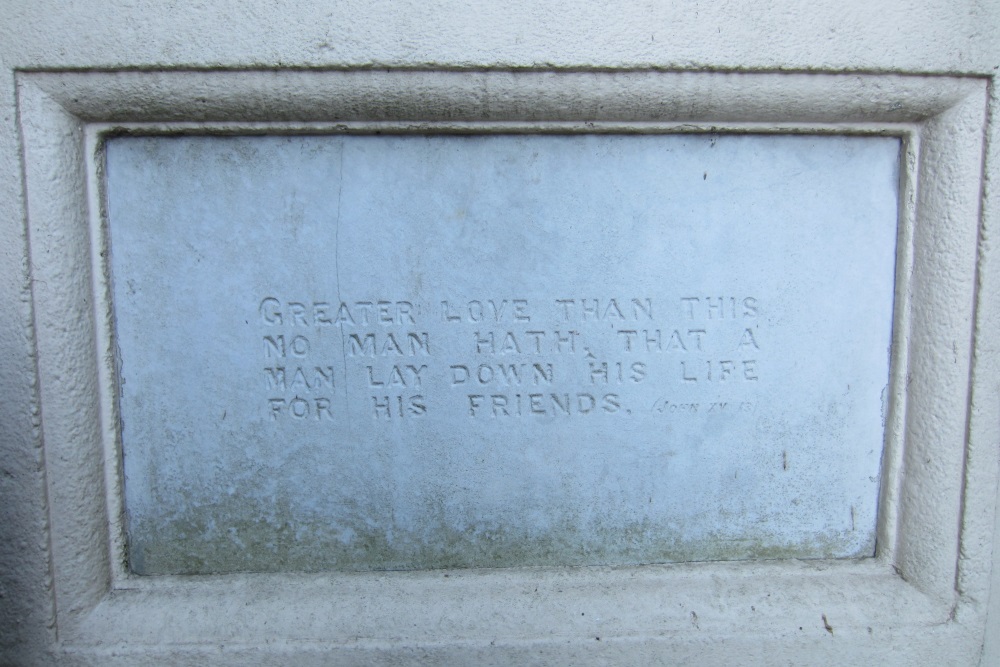 GREATER LOVE THAN THIS
NO MAN HATH, THAT A
MAN LAY DOWN HIS LIFE
FOR HIS FRIENDS. (JOHN XV. 13)